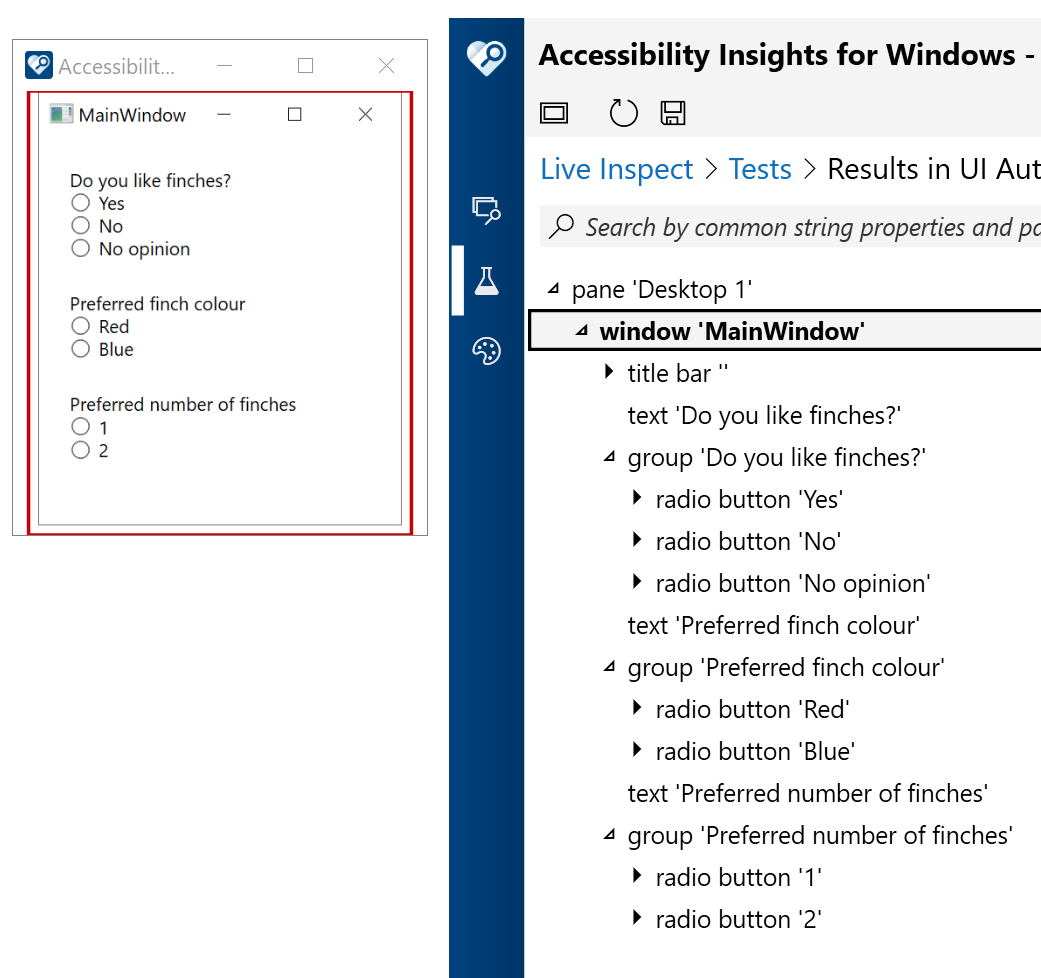 Accessibilit...
MainWindow
Do you like finches?
Yes
No
No opinion
Preferred finch colour
Red
Blue
Preferred number of finches
1
2
Accessibility Insights for Windows -
Live Inspect > Tests > Results in UI Aut
Search by common string properties and pa
pane 'Desktop 1'
window 'MainWindow'
title bar ''
text 'Do you like finches?'
group 'Do you like finches?'
radio button 'Yes'
radio button 'No'
radio button 'No opinion'
text 'Preferred finch colour'
group 'Preferred finch colour'
radio button 'Red'
radio button 'Blue'
text 'Preferred number of finches'
group 'Preferred number of finches'
radio button '1'
radio button '2'